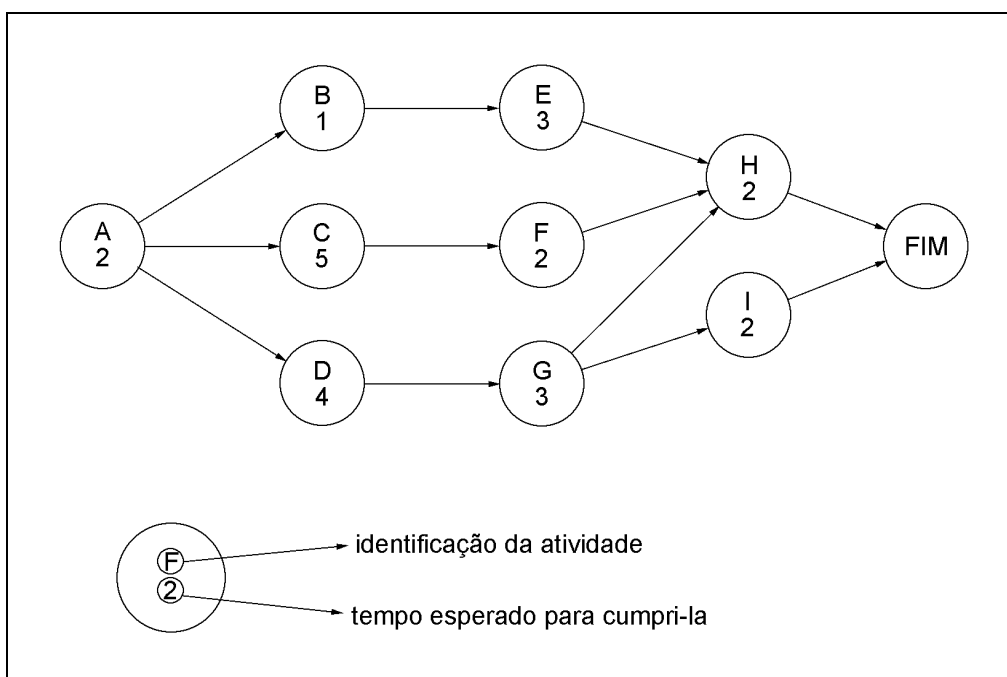 B
1
E
3
H
2
A
2
C
5
F
2
FIM
I
2
D
4
G
3
F
identificação da atividade
2
tempo esperado para cumpri-la